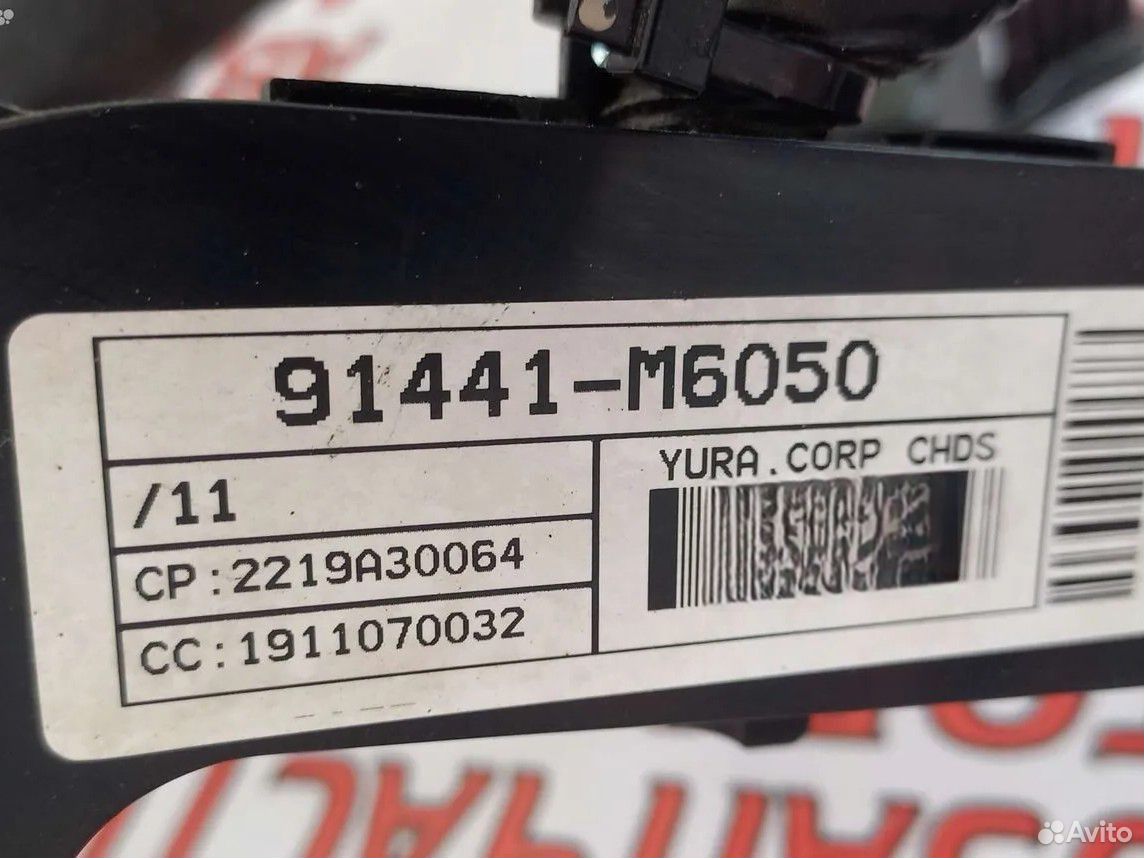 91441-M6050
/11
YURA.CORP CHDS
CP:2219A30064
CC:1911070032
Avito